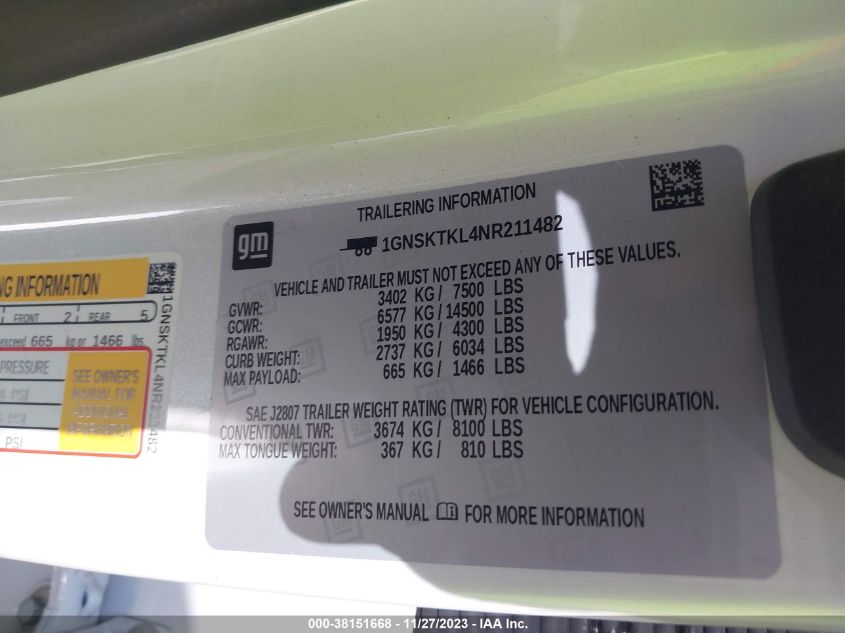 TRAILERING INFORMATION
gm
1GNSKTKL4NR211482
VEHICLE AND TRAILER MUST NOT EXCEED ANY OF THESE VALUES.
GVWR: 3402 KG / 7500 LBS
GCWR: 6577 KG / 14500 LBS
RGAWR: 1950 KG / 4300 LBS
CURB WEIGHT: 2737 KG / 6034 LBS
MAX PAYLOAD: 665 KG / 1466 LBS
SAE J2807 TRAILER WEIGHT RATING (TWR) FOR VEHICLE CONFIGURATION.
CONVENTIONAL TWR: 3674 KG / 8100 LBS
MAX TONGUE WEIGHT: 367 KG / 810 LBS
SEE OWNER'S MANUAL FOR MORE INFORMATION
INFORMATION
FRONT 2 REAR 5
exceed 665 kg or 1466 lbs.
PRESSURE
SEE OWNER'S
MANUAL FOR
ADDITIONAL
INFORMATION
PSI
PSI
1GNSKTKL4NR211482
000-38151668 - 11/27/2023 - IAA Inc.